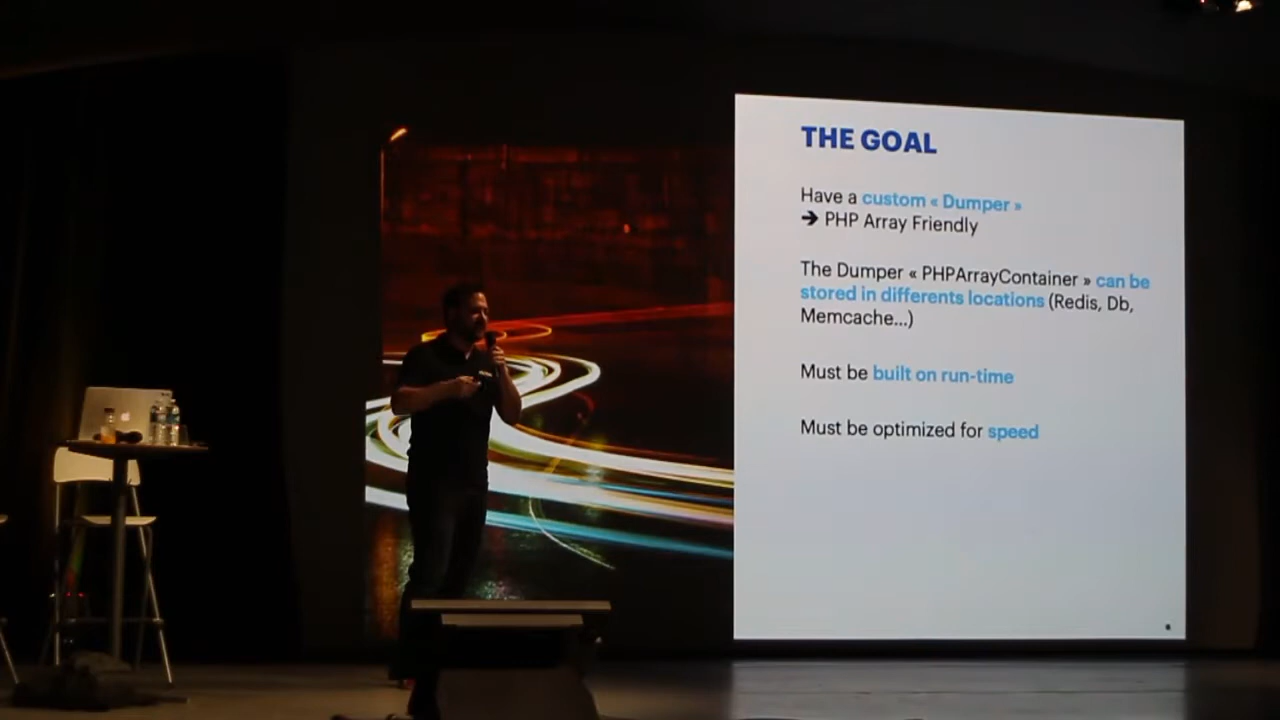 THE GOAL
Have a custom « Dumper »
➔ PHP Array Friendly
The Dumper « PHPArrayContainer » can be
stored in differents locations (Redis, Db,
Memcache...)
Must be built on run-time
Must be optimized for speed